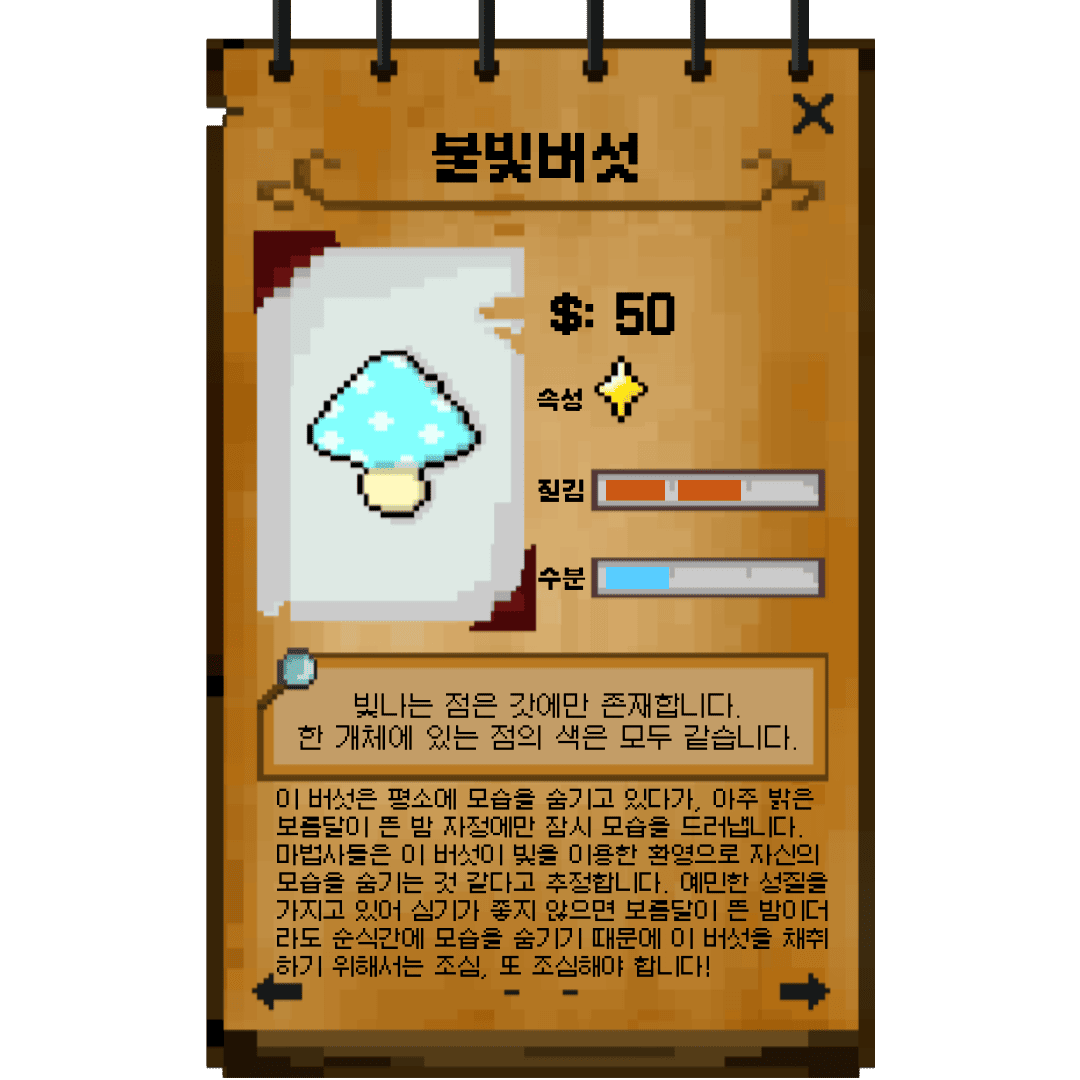 불빛버섯
$: 50
속성
질김
수분
빛나는 점은 갓에만 존재합니다.
한 개체에 있는 점의 색은 모두 같습니다.
이 버섯은 평소에 모습을 숨기고 있다가, 아주 밝은
보름달이 뜬 밤 자정에만 잠시 모습을 드러냅니다.
마법사들은 이 버섯이 빛을 이용한 환영으로 자신의
모습을 숨기는 것 같다고 추정합니다. 예민한 성질을
가지고 있어 심기가 좋지 않으면 보름달이 뜬 밤이더
라도 순식간에 모습을 숨기기 때문에 이 버섯을 채취
하기 위해서는 조심, 또 조심해야 합니다!